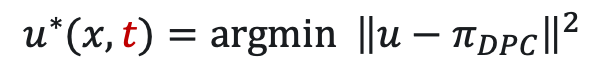 u*(x, t) = argmin ‖u − π_DPC‖²